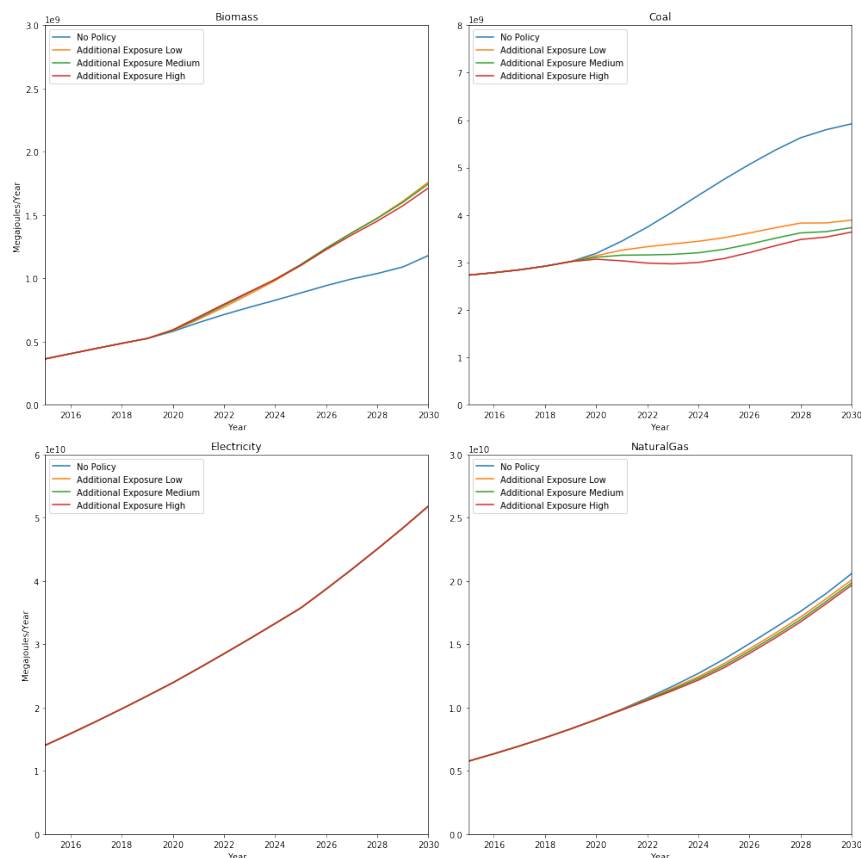 Biomass
1e9
3.0
2.5
2.0
1.5
1.0
0.5
0.0
Megajoules/Year
No Policy
Additional Exposure Low
Additional Exposure Medium
Additional Exposure High
2016 2018 2020 2022 2024 2026 2028 2030
Year
Coal
1e9
8
7
6
5
4
3
2
1
0
No Policy
Additional Exposure Low
Additional Exposure Medium
Additional Exposure High
2016 2018 2020 2022 2024 2026 2028 2030
Year
Electricity
1e10
6
5
4
3
2
1
0
Megajoules/Year
No Policy
Additional Exposure Low
Additional Exposure Medium
Additional Exposure High
2016 2018 2020 2022 2024 2026 2028 2030
Year
NaturalGas
1e10
3.0
2.5
2.0
1.5
1.0
0.5
0.0
No Policy
Additional Exposure Low
Additional Exposure Medium
Additional Exposure High
2016 2018 2020 2022 2024 2026 2028 2030
Year